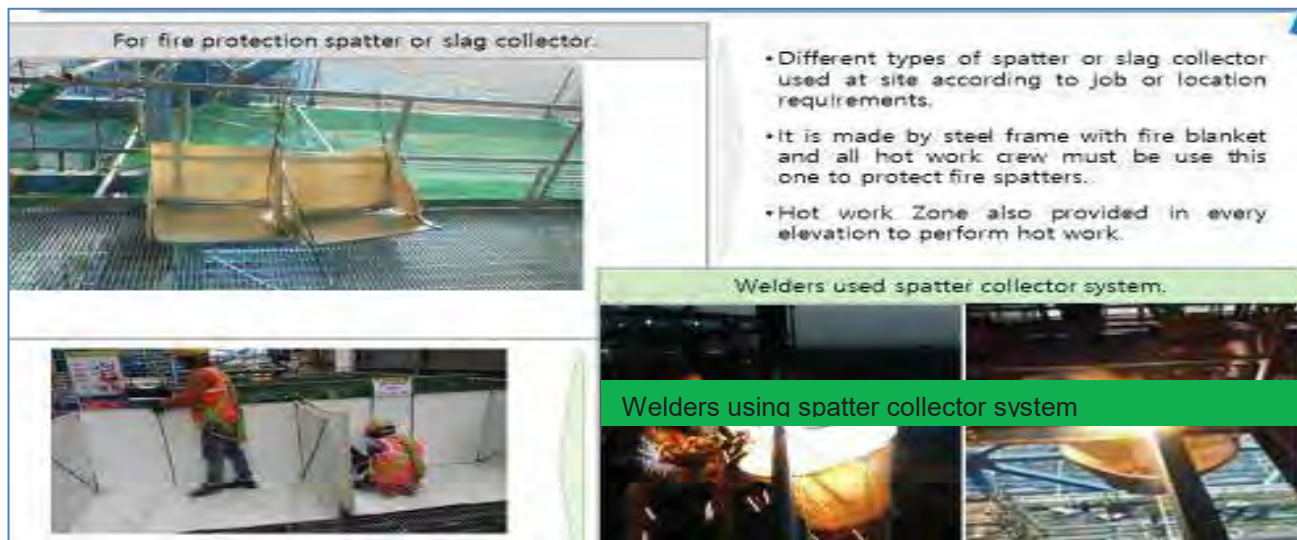 For fire protection spatter or slag collector.
• Different types of spatter or slag collector
used at site according to job or location
requirements.
• It is made by steel frame with fire blanket
and all hot work crew must be use this
one to protect fire spatters.
• Hot work Zone also provided in every
elevation to perform hot work.
Welders used spatter collector system.
Welders using spatter collector system